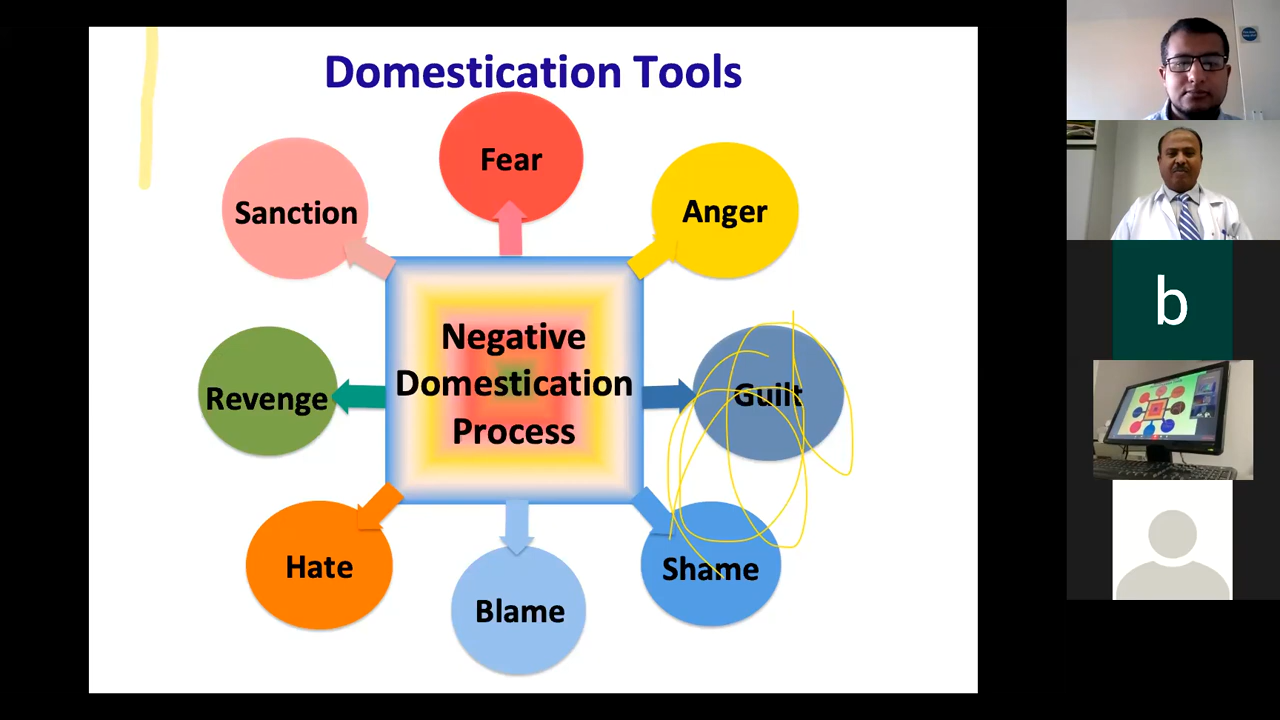 Domestication Tools
Fear
Sanction
Anger
Negative
Domestication
Process
Revenge
Guilt
Hate
Shame
Blame
b